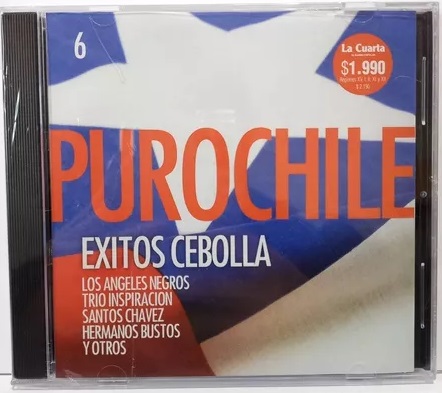 6
La Cuarta
$1.990
PUROCHILE
EXITOS CEBOLLA
LOS ANGELES NEGROS
TRIO INSPIRACION
SANTOS CHAVEZ
HERMANOS BUSTOS
Y OTROS